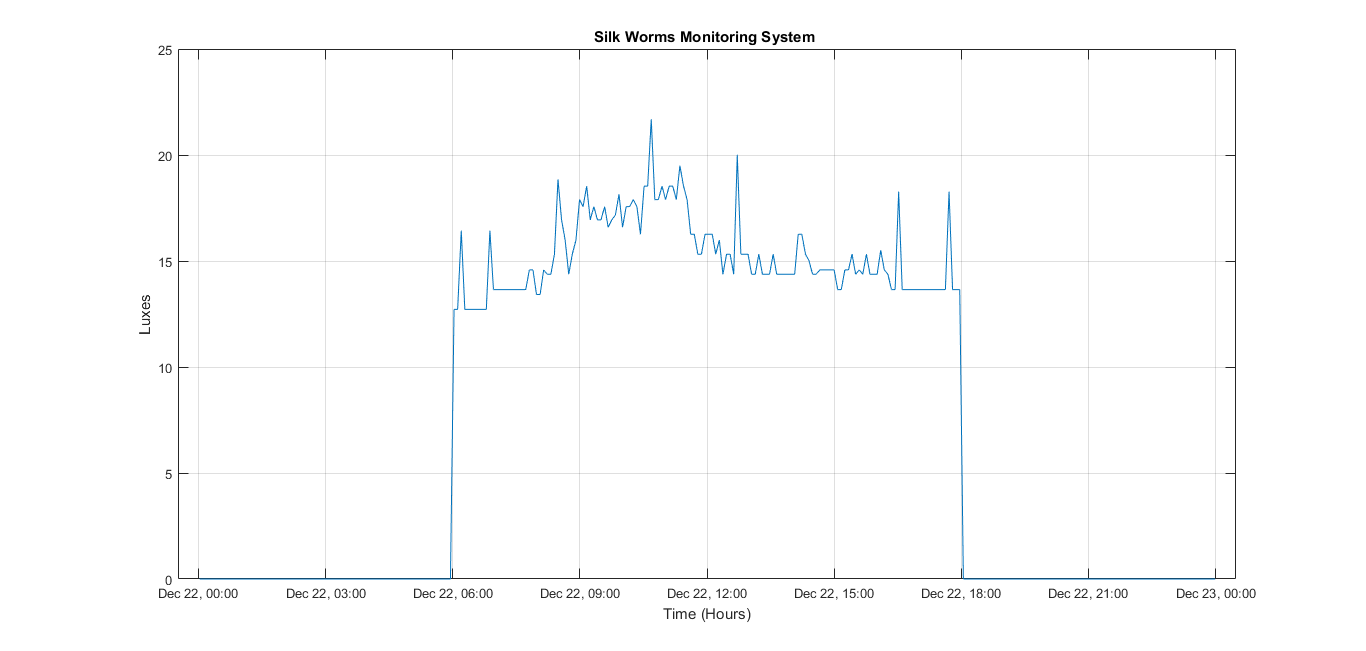 Silk Worms Monitoring System
25
20
15
10
5
0
Luxes
Dec 22, 00:00 Dec 22, 03:00 Dec 22, 06:00 Dec 22, 09:00 Dec 22, 12:00 Dec 22, 15:00 Dec 22, 18:00 Dec 22, 21:00 Dec 23, 00:00
Time (Hours)